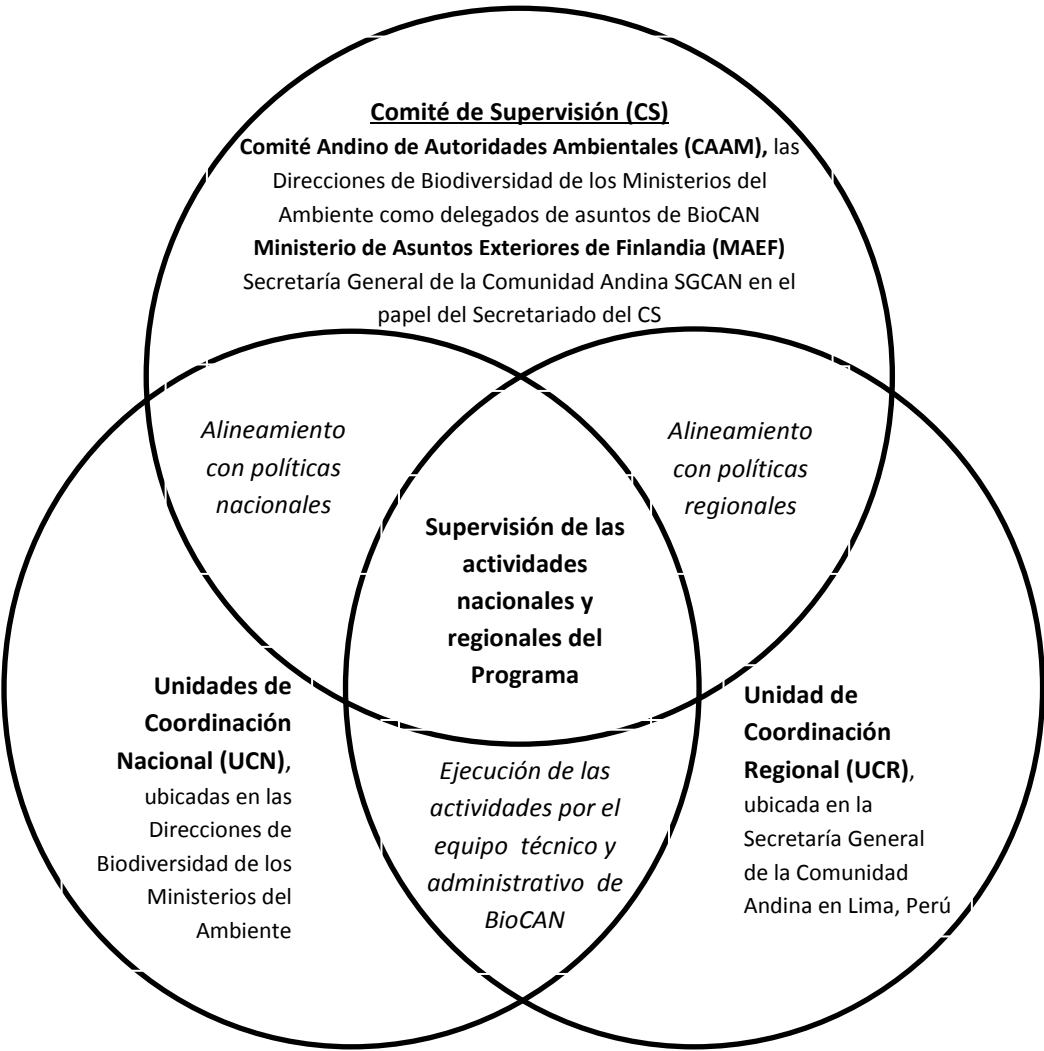 Comité de Supervisión (CS)
Comité Andino de Autoridades Ambientales (CAAM), las
Direcciones de Biodiversidad de los Ministerios del
Ambiente como delegados de asuntos de BioCAN
Ministerio de Asuntos Exteriores de Finlandia (MAEF)
Secretaría General de la Comunidad Andina SGCAN en el
papel del Secretariado del CS
Alineamiento
con políticas
nacionales
Alineamiento
con políticas
regionales
Supervisión de las
actividades
nacionales y
regionales del
Programa
Unidades de
Coordinación
Nacional (UCN),
ubicadas en las
Direcciones de
Biodiversidad de los
Ministerios del
Ambiente
Ejecución de las
actividades por el
equipo técnico y
administrativo de
BioCAN
Unidad de
Coordinación
Regional (UCR),
ubicada en la
Secretaría General
de la Comunidad
Andina en Lima, Perú